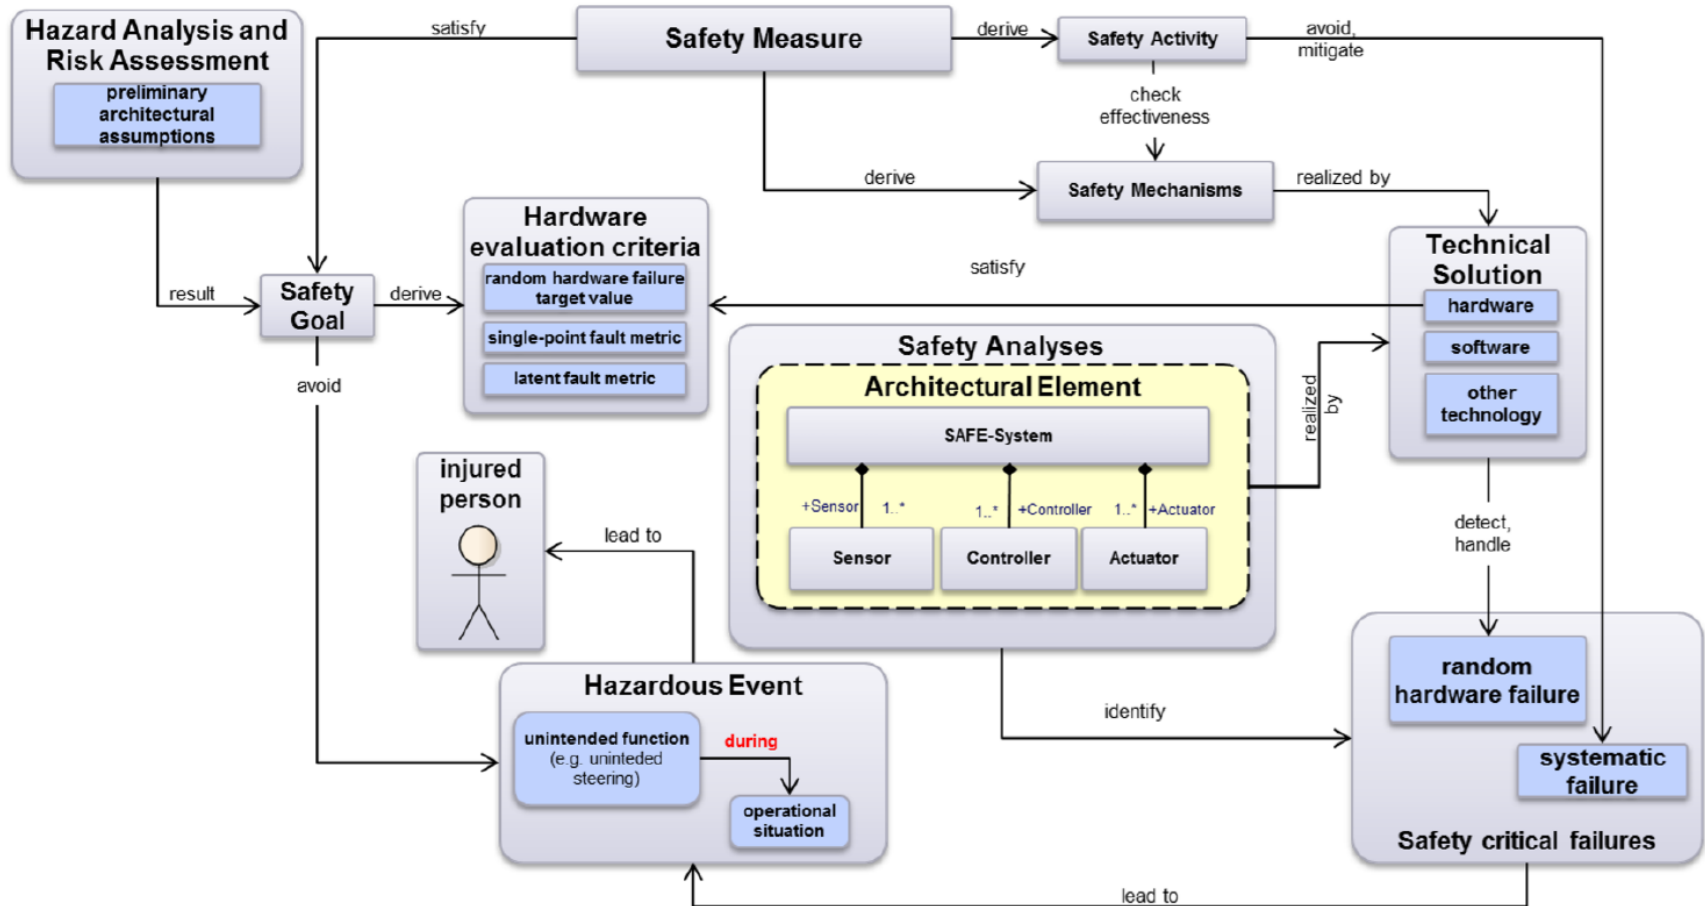 Hazard Analysis and
Risk Assessment
preliminary
architectural
assumptions
satisfy
Safety Measure
derive
Safety Activity
avoid,
mitigate
check
effectiveness
derive
Safety Mechanisms
realized by
result
Safety
Goal
derive
Hardware
evaluation criteria
random hardware failure
target value
single-point fault metric
latent fault metric
satisfy
Technical
Solution
hardware
software
other
technology
avoid
Safety Analyses
Architectural Element
SAFE-System
+Sensor
1..*
1..*
+Controller
1..*
+Actuator
Sensor
Controller
Actuator
realized
by
injured
person
lead to
detect,
handle
Hazardous Event
unintended function
(e.g. uninteded
steering)
during
operational
situation
identify
random
hardware failure
systematic
failure
Safety critical failures
lead to